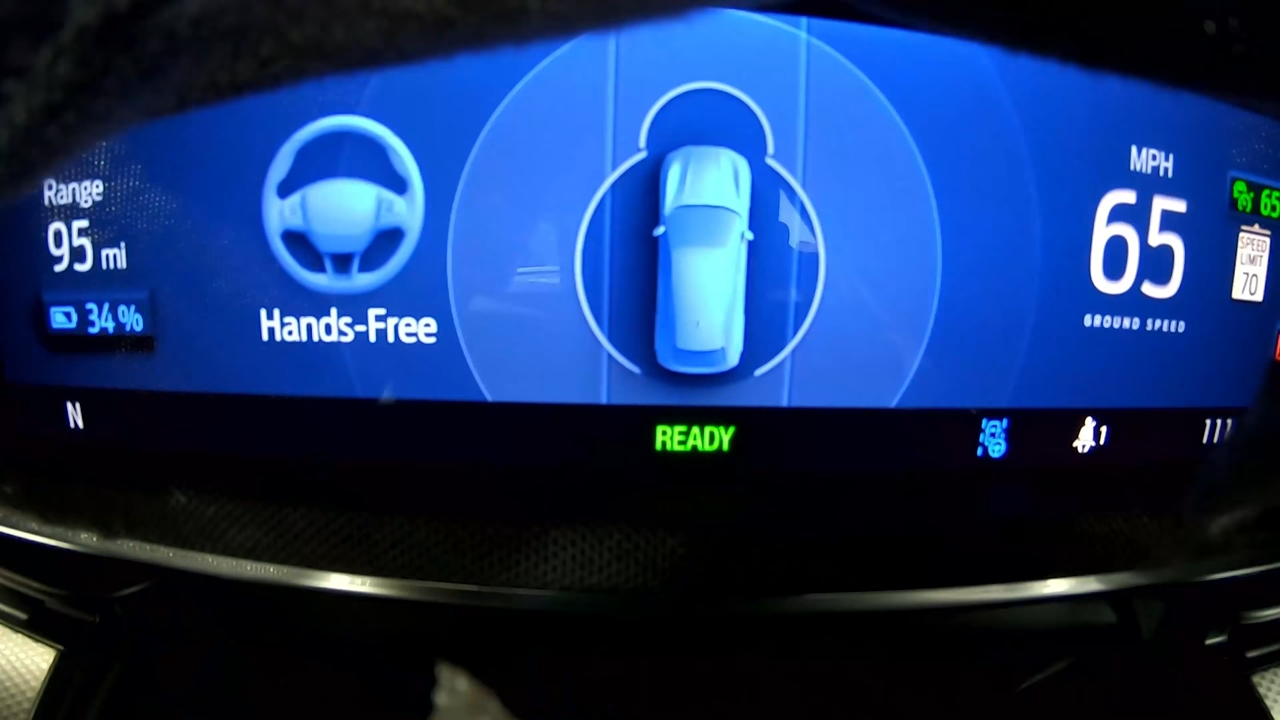 Range
95 mi
34%
Hands-Free
MPH
65
GROUND SPEED
65
SPEED
LIMIT
70
N
READY
1